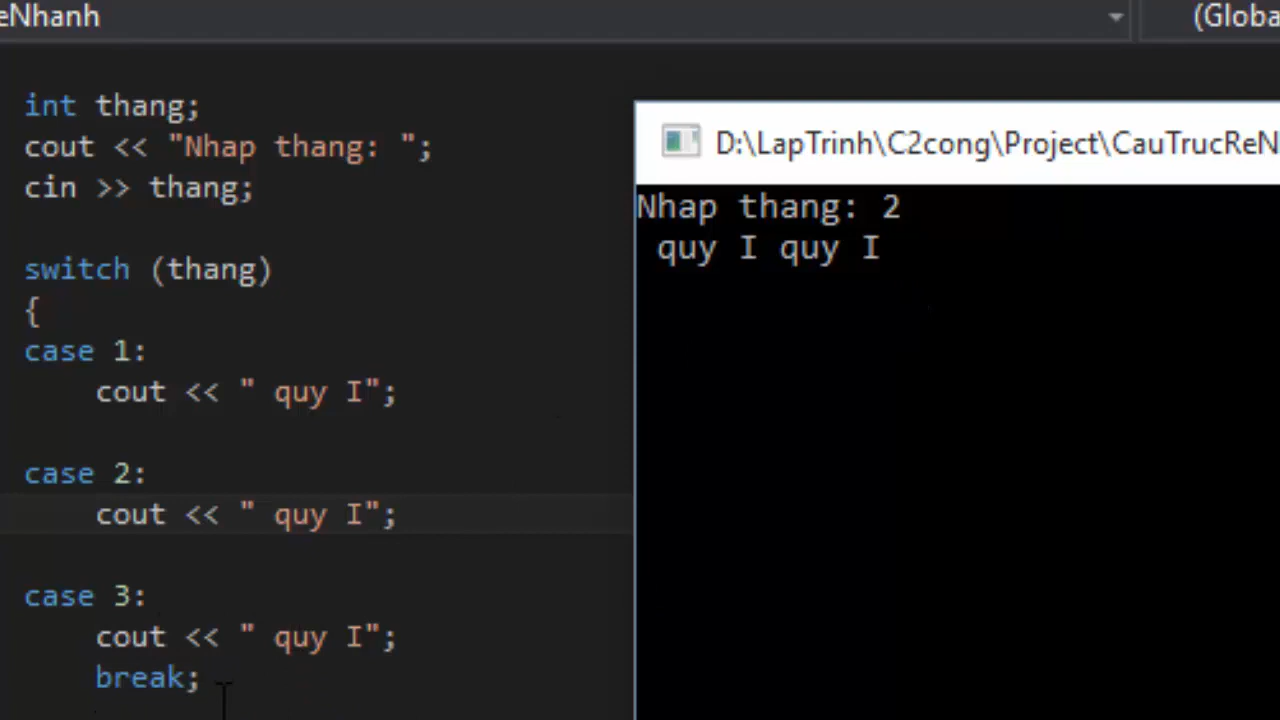 eNhanh
(Globa
int thang;
cout << "Nhap thang: ";
cin >> thang;
switch (thang)
{
case 1:
cout << " quy I";
case 2:
cout << " quy I";
case 3:
cout << " quy I";
break;
D:\LapTrinh\C2cong\Project\CauTrucReN
Nhap thang: 2
quy I quy I